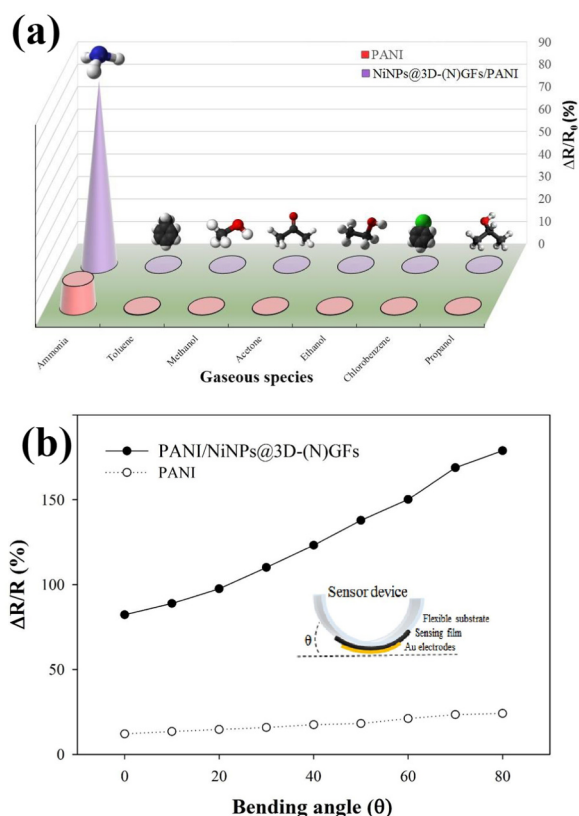 (a)
PANI
NiNPs@3D-(N)GFs/PANI
90
80
70
60
50
40
30
20
10
0
ΔR/R₀(%)
Ammonia
Toluene
Methanol
Acetone
Ethanol
Chlorobenzene
Propanol
Gaseous species
(b)
PANI/NiNPs@3D-(N)GFs
PANI
150
100
50
0
ΔR/R (%)
Sensor device
Flexible substrate
Sensing film
Au electrodes
θ
0 20 40 60 80
Bending angle (θ)